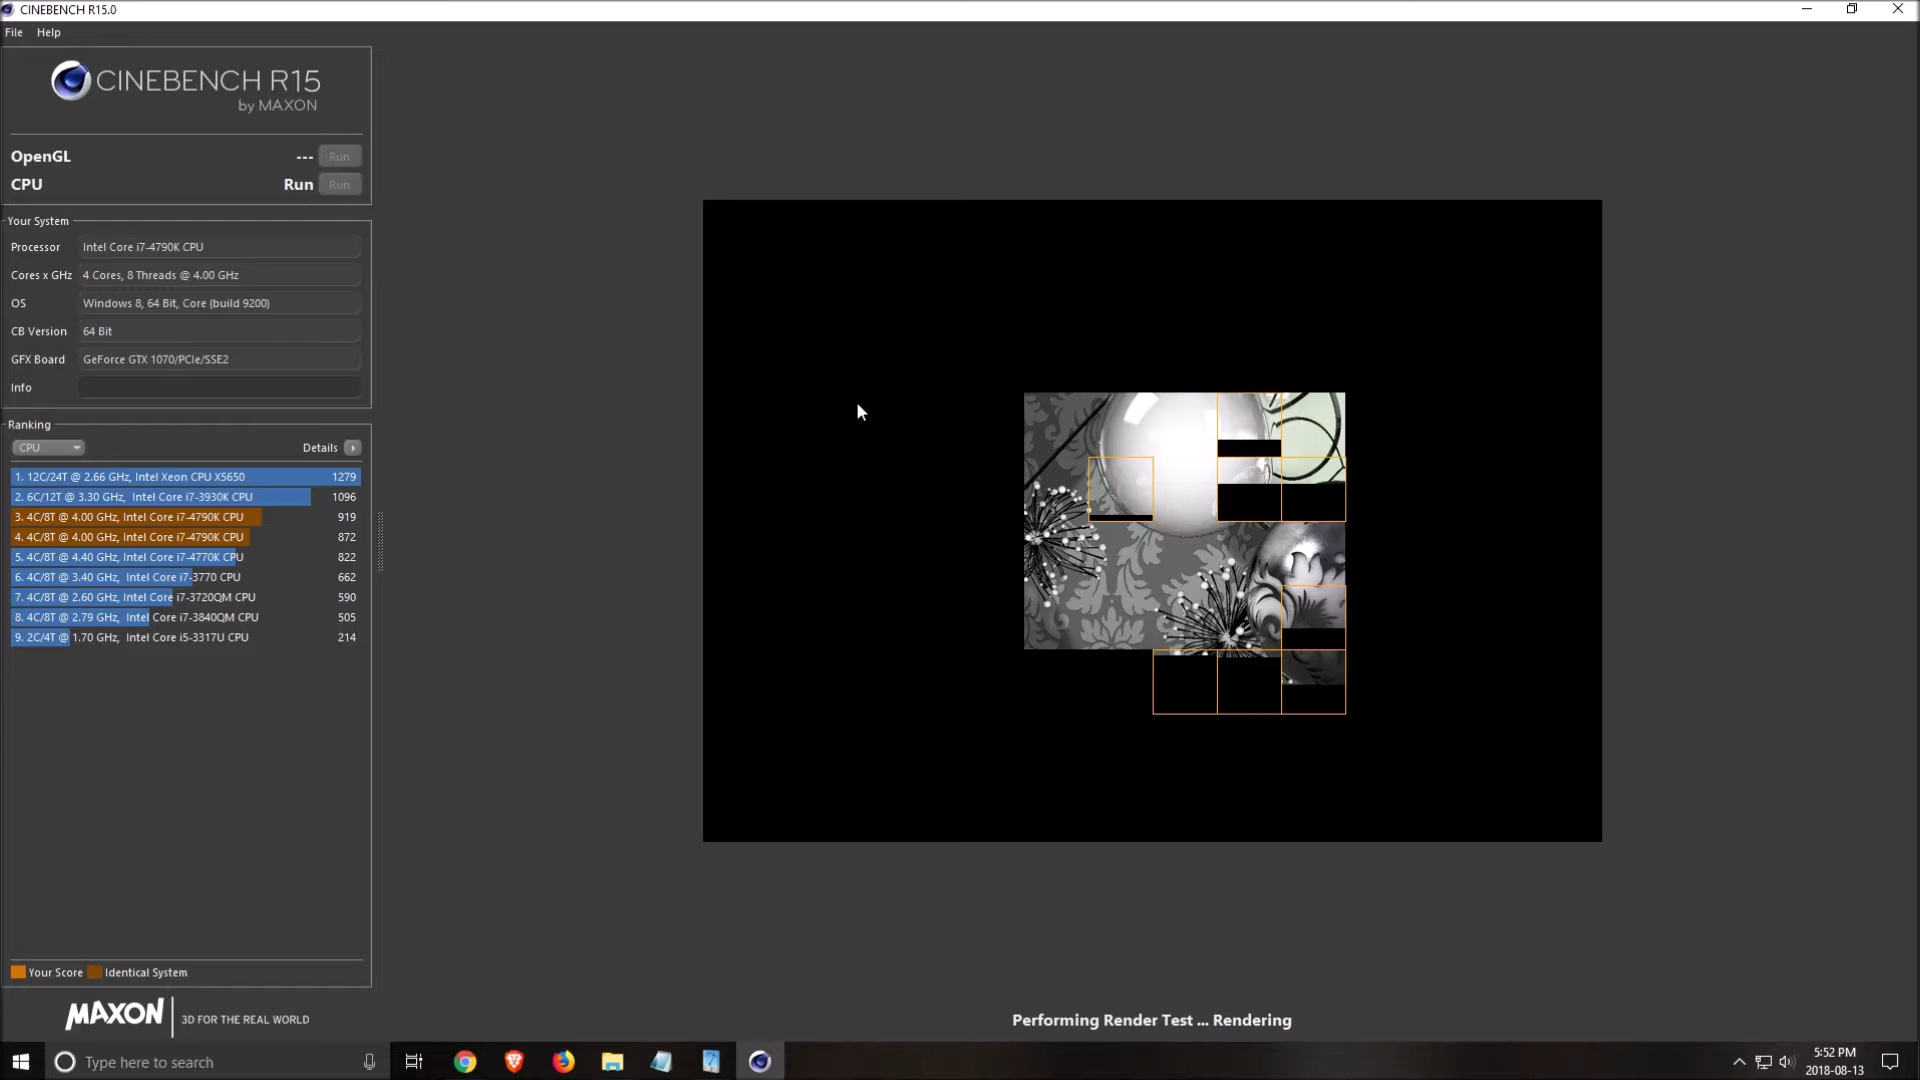 CINEBENCH R15.0
File Help
CINEBENCH R15
by MAXON
OpenGL --- Run
CPU Run Run
Your System
Processor Intel Core i7-4790K CPU
Cores x GHz 4 Cores, 8 Threads @ 4.00 GHz
OS Windows 8, 64 Bit, Core (build 9200)
CB Version 64 Bit
GFX Board GeForce GTX 1070/PCIe/SSE2
Info
Ranking
CPU Details
1. 12C/24T @ 2.66 GHz, Intel Xeon CPU X5650 1279
2. 6C/12T @ 3.30 GHz, Intel Core i7-3930K CPU 1096
3. 4C/8T @ 4.00 GHz, Intel Core i7-4790K CPU 919
4. 4C/8T @ 4.00 GHz, Intel Core i7-4790K CPU 872
5. 4C/8T @ 4.40 GHz, Intel Core i7-4770K CPU 822
6. 4C/8T @ 3.40 GHz, Intel Core i7-3770 CPU 662
7. 4C/8T @ 2.60 GHz, Intel Core i7-3720QM CPU 590
8. 4C/8T @ 2.79 GHz, Intel Core i7-3840QM CPU 505
9. 2C/4T @ 1.70 GHz, Intel Core i5-3317U CPU 214
Your Score Identical System
MAXON 3D FOR THE REAL WORLD
Performing Render Test ... Rendering
Type here to search
5:52 PM
2018-08-13